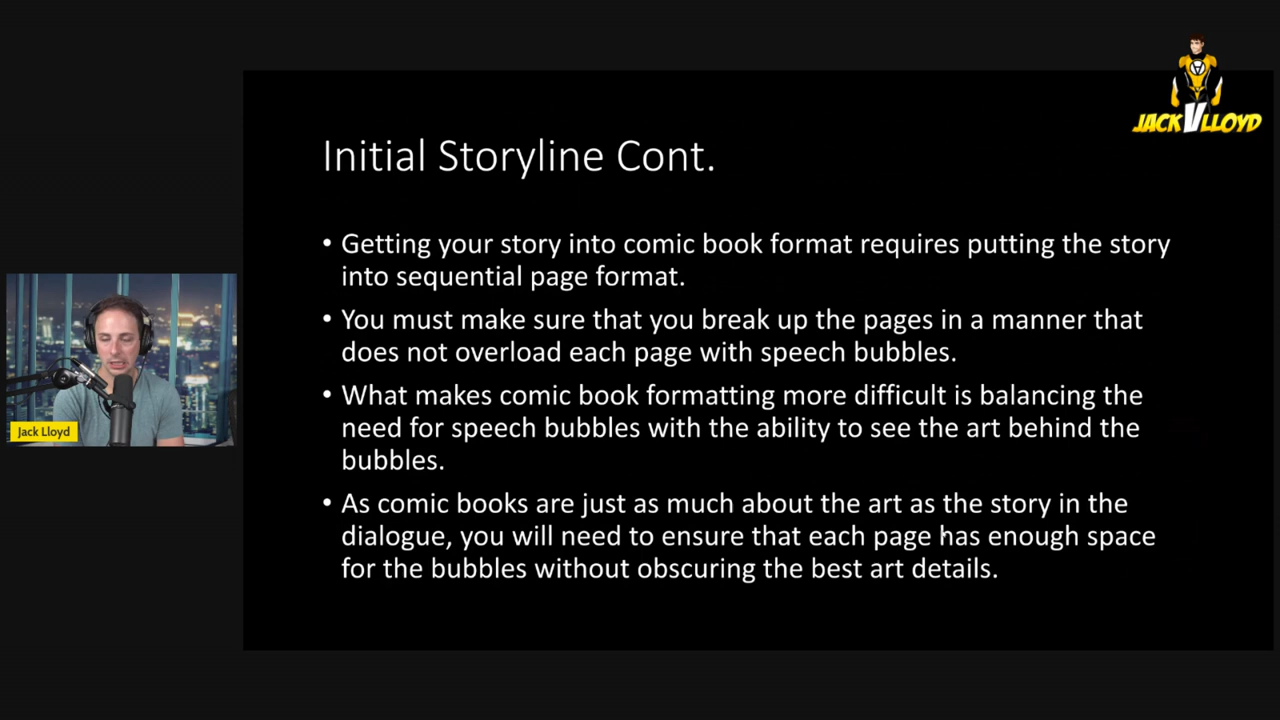 JACK V LLOYD
Initial Storyline Cont.
• Getting your story into comic book format requires putting the story
into sequential page format.
• You must make sure that you break up the pages in a manner that
does not overload each page with speech bubbles.
• What makes comic book formatting more difficult is balancing the
need for speech bubbles with the ability to see the art behind the
bubbles.
• As comic books are just as much about the art as the story in the
dialogue, you will need to ensure that each page has enough space
for the bubbles without obscuring the best art details.
Jack Lloyd